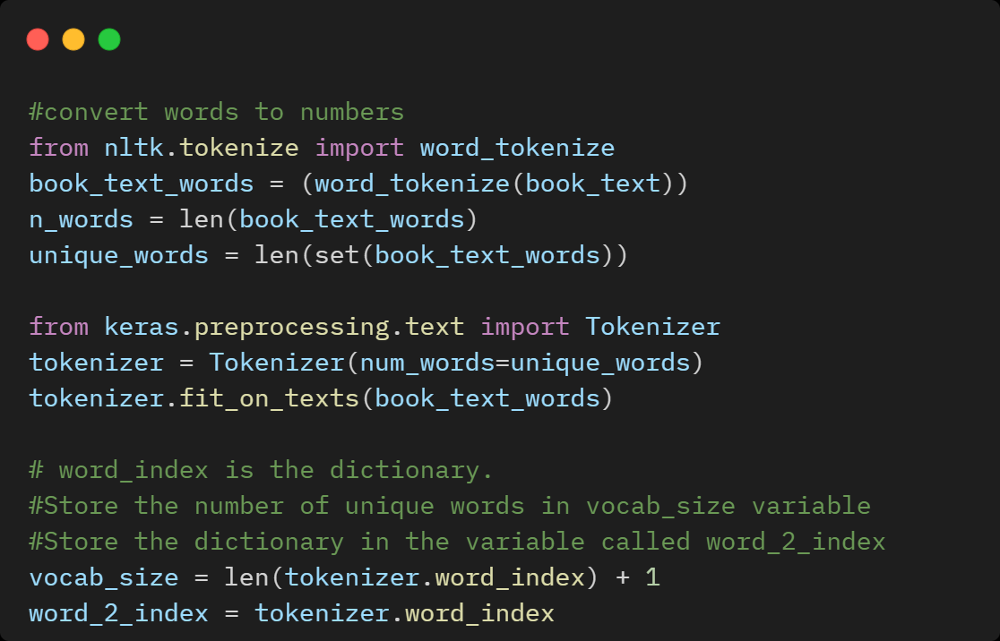 #convert words to numbers
from nltk.tokenize import word_tokenize
book_text_words = (word_tokenize(book_text))
n_words = len(book_text_words)
unique_words = len(set(book_text_words))
from keras.preprocessing.text import Tokenizer
tokenizer = Tokenizer(num_words=unique_words)
tokenizer.fit_on_texts(book_text_words)
# word_index is the dictionary.
#Store the number of unique words in vocab_size variable
#Store the dictionary in the variable called word_2_index
vocab_size = len(tokenizer.word_index) + 1
word_2_index = tokenizer.word_index